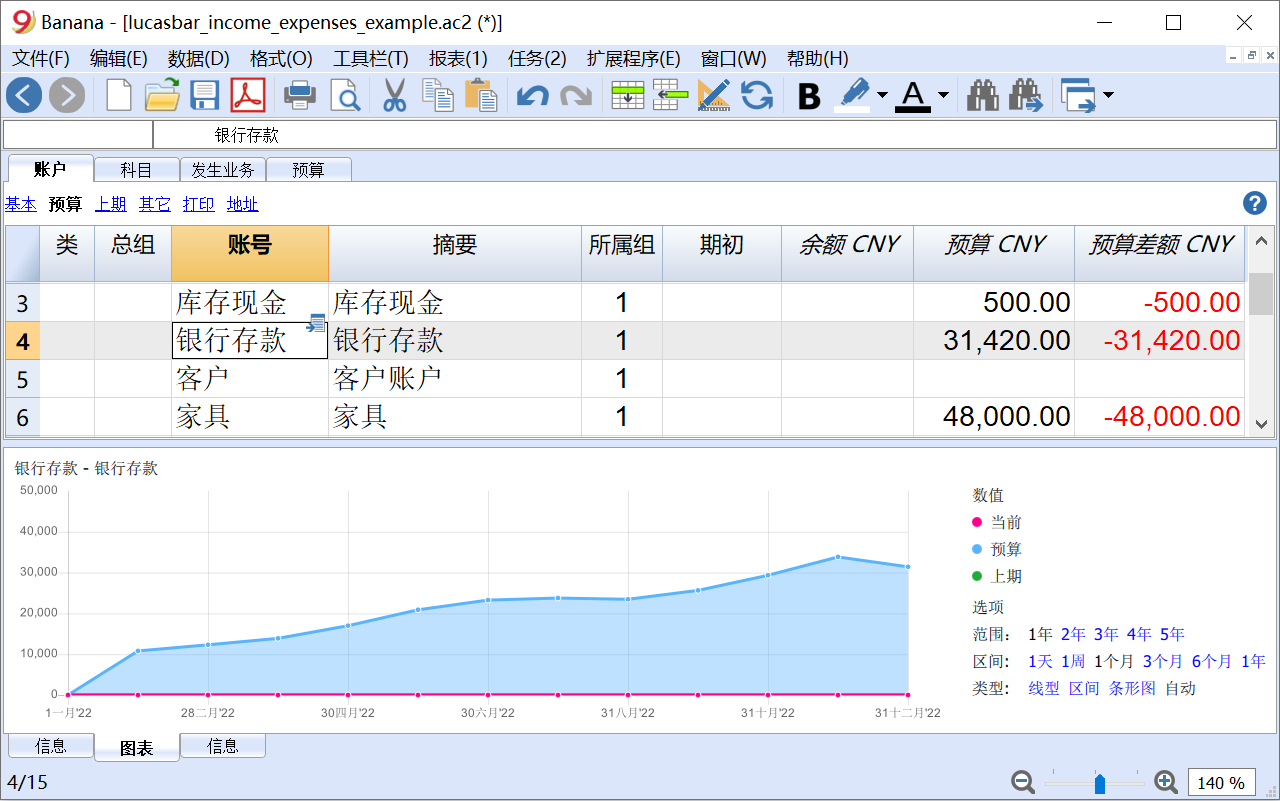 Banana - [lucasbar_income_expenses_example.ac2 (*)]
文件(F) 编辑(E) 数据(D) 格式(O) 工具栏(T) 报表(1) 任务(2) 扩展程序(E) 窗口(W) 帮助(H)
B A
银行存款
账户 科目 发生业务 预算
基本 预算 上期 其它 打印 地址 ?
类 总组 账号 摘要 所属组 期初 余额 CNY 预算 CNY 预算差额 CNY
3 库存现金 库存现金 1 500.00 -500.00
4 银行存款 银行存款 1 31,420.00 -31,420.00
5 客户 客户账户 1
6 家具 家具 1 48,000.00 -48,000.00
银行存款 - 银行存款
50,000
40,000
30,000
20,000
10,000
0
1一月'22 28二月'22 30四月'22 30六月'22 31八月'22 31十月'22 31十二月'22
数值
当前
预算
上期
选项
范围: 1年 2年 3年 4年 5年
区间: 1天 1周 1个月 3个月 6个月 1年
类型: 线型 区间 条形图 自动
信息 图表 信息
4/15 140 %